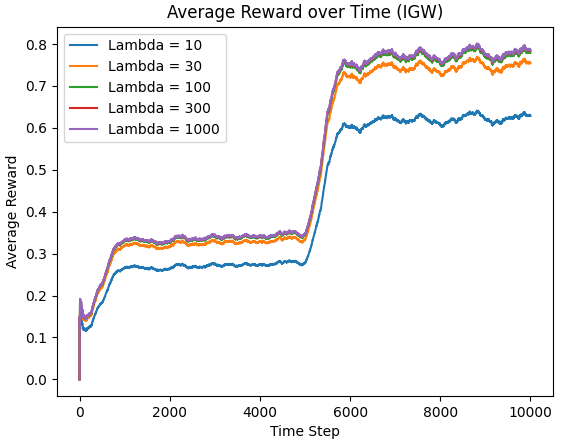 Average Reward over Time (IGW)
Lambda = 10
Lambda = 30
Lambda = 100
Lambda = 300
Lambda = 1000
Average Reward
0.8
0.7
0.6
0.5
0.4
0.3
0.2
0.1
0.0
0 2000 4000 6000 8000 10000
Time Step